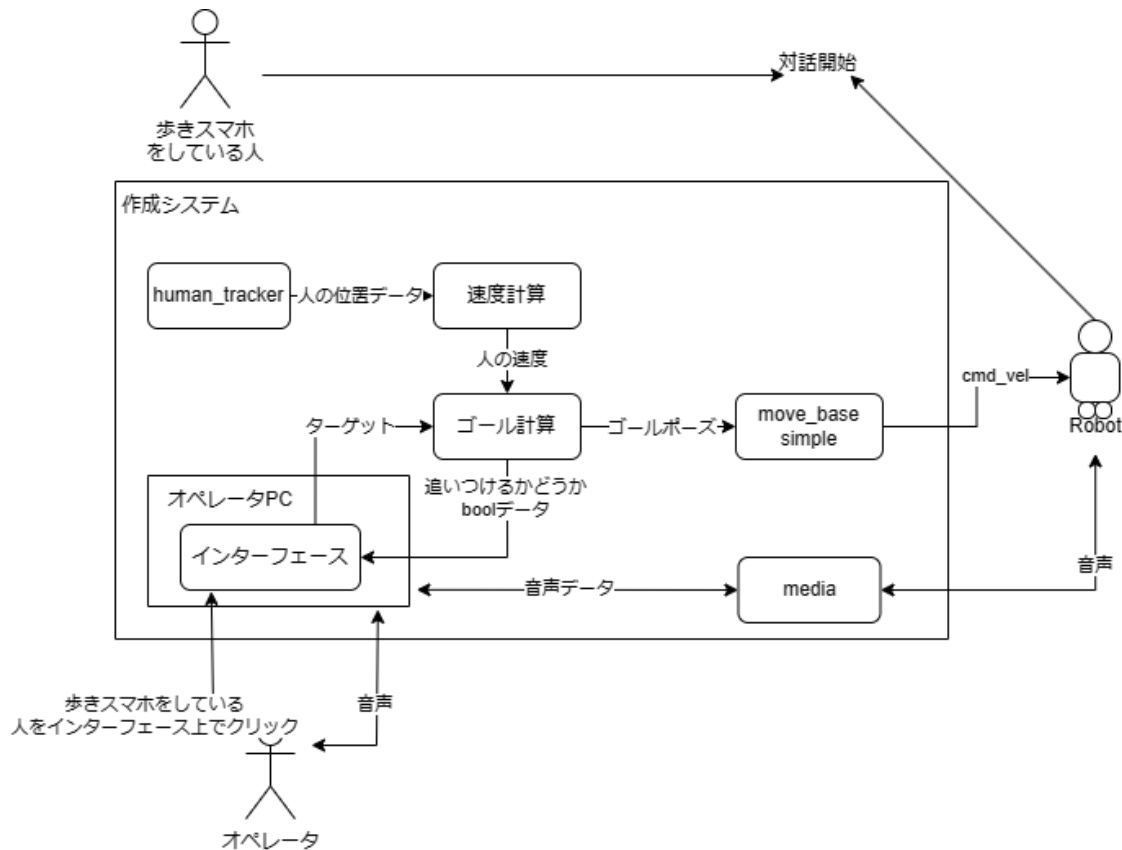 対話開始
歩きスマホ
をしている人
作成システム
human_tracker
人の位置データ
速度計算
人の速度
cmd_vel
ターゲット
ゴール計算
ゴールポーズ
move_base
simple
Robot
追いつけるかどうか
boolデータ
オペレータPC
インターフェース
音声データ
media
音声
歩きスマホをしている
人をインターフェース上でクリック
音声
オペレータ